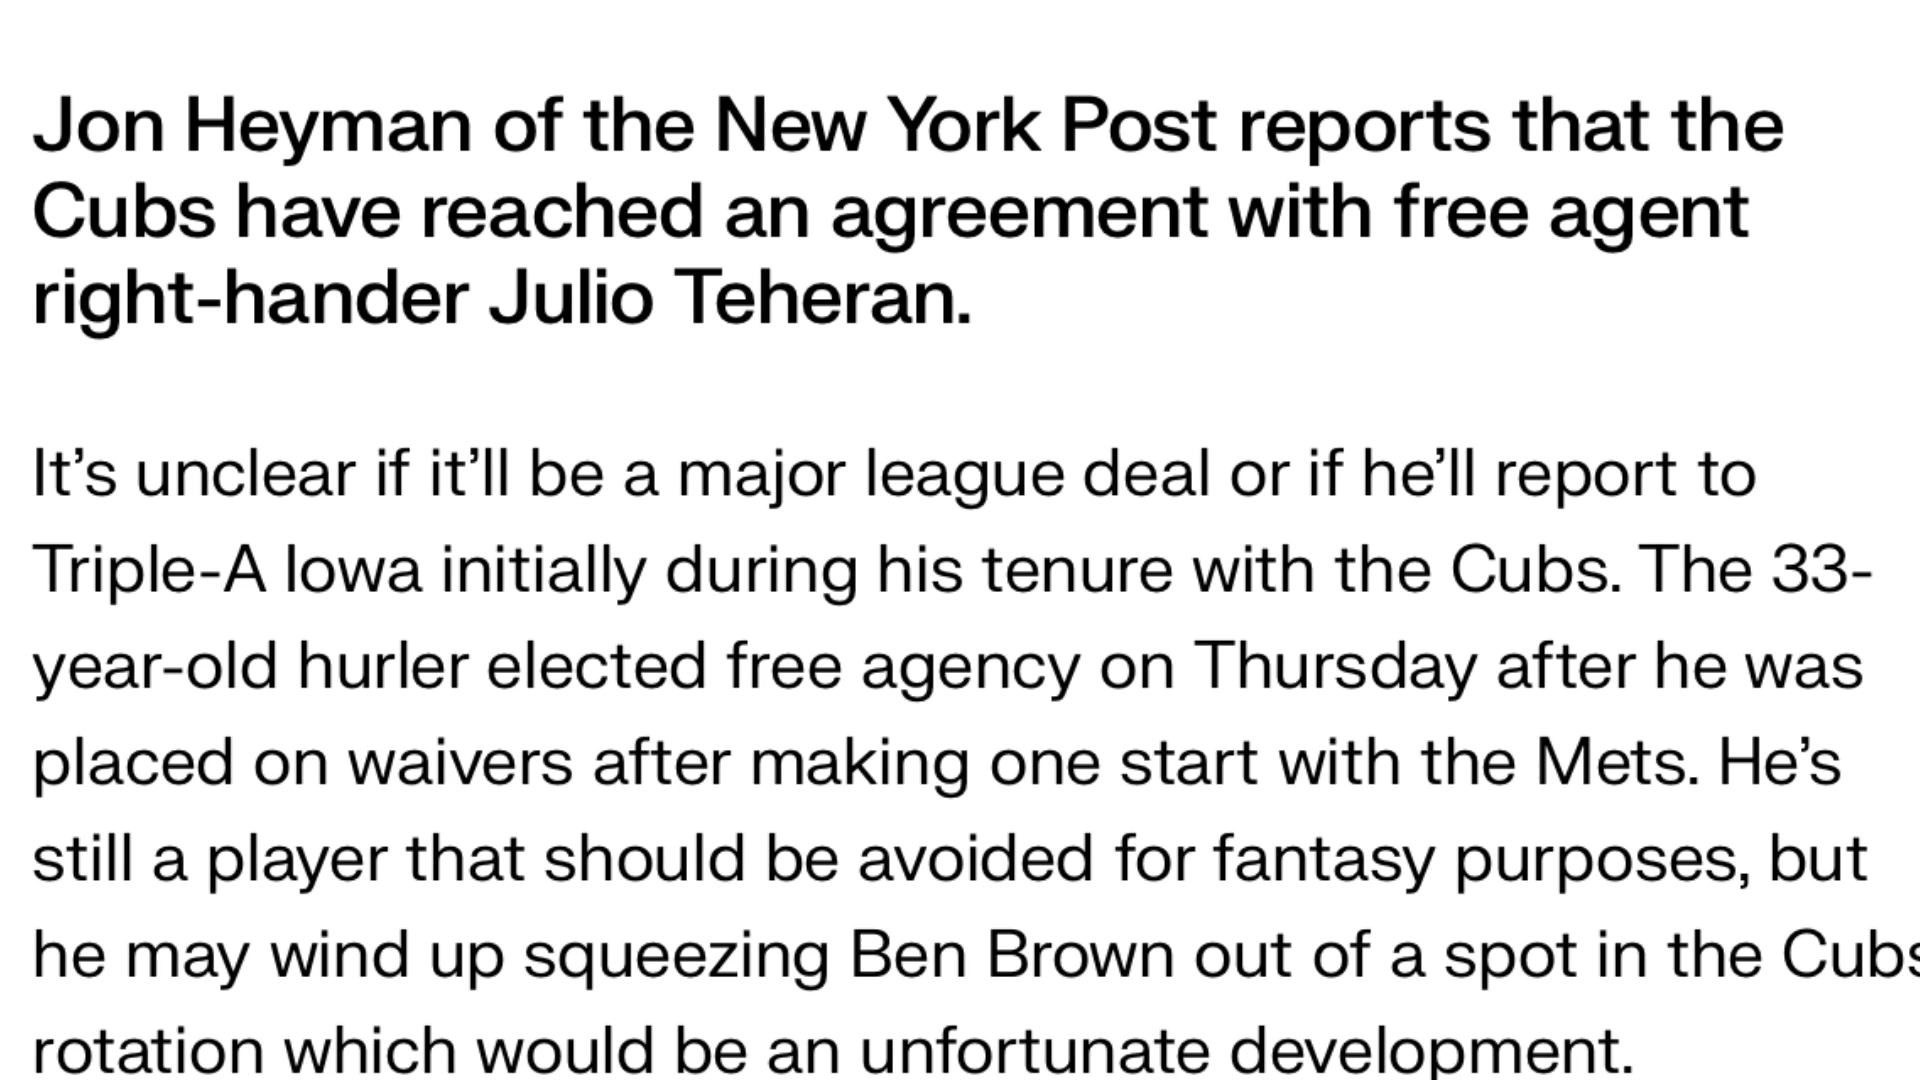 Jon Heyman of the New York Post reports that the
Cubs have reached an agreement with free agent
right-hander Julio Teheran.
It’s unclear if it’ll be a major league deal or if he’ll report to
Triple-A Iowa initially during his tenure with the Cubs. The 33-
year-old hurler elected free agency on Thursday after he was
placed on waivers after making one start with the Mets. He’s
still a player that should be avoided for fantasy purposes, but
he may wind up squeezing Ben Brown out of a spot in the Cubs
rotation which would be an unfortunate development.